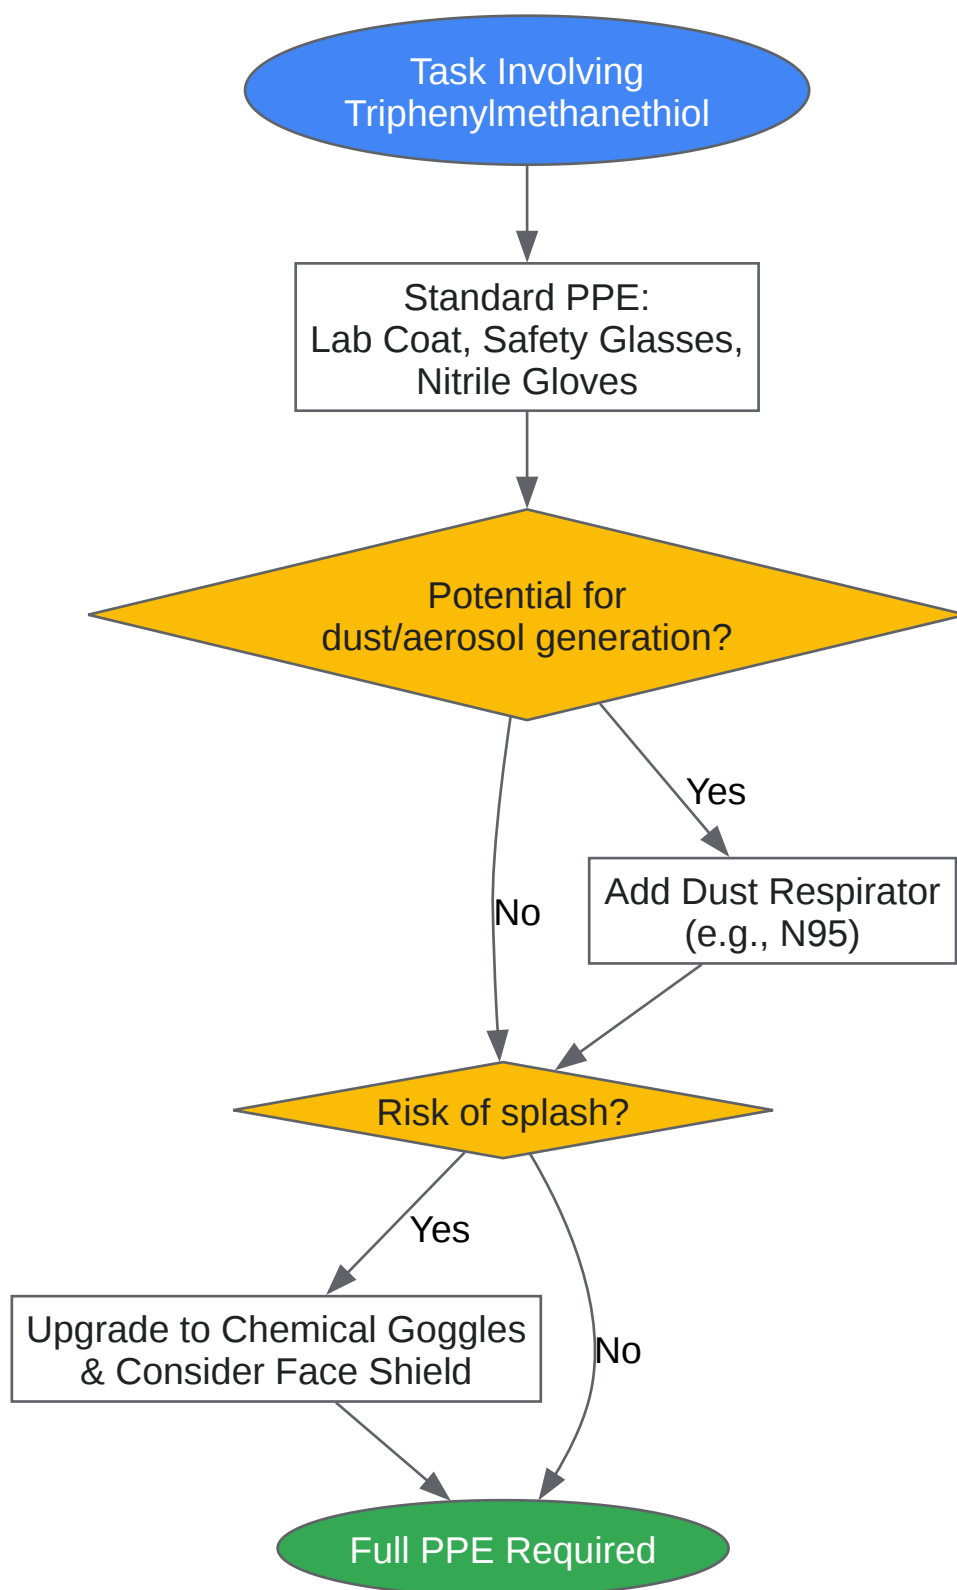 Task Involving
Triphenylmethanethiol
Standard PPE:
Lab Coat, Safety Glasses,
Nitrile Gloves
Potential for
dust/aerosol generation?
Yes
Add Dust Respirator
(e.g., N95)
No
Risk of splash?
Yes
Upgrade to Chemical Goggles
& Consider Face Shield
No
Full PPE Required